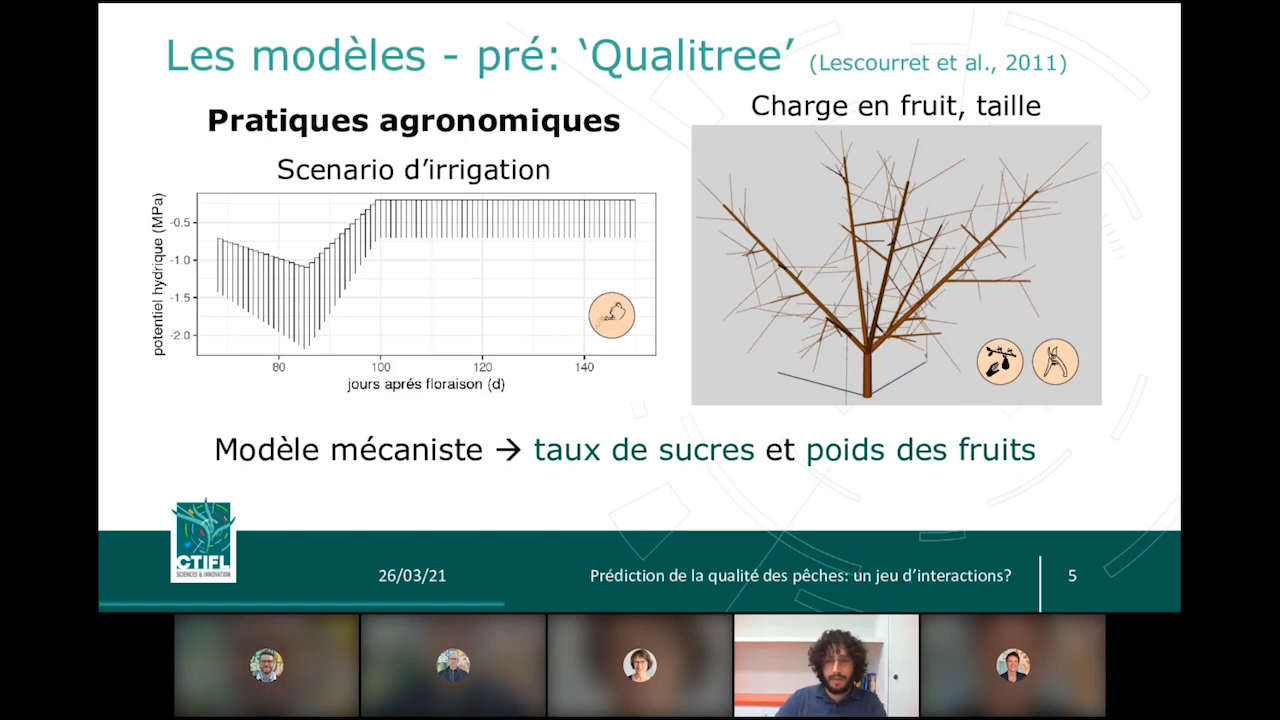 Les modèles - pré: ‘Qualitree’ (Lescourret et al., 2011)
Pratiques agronomiques
Charge en fruit, taille
Scenario d’irrigation
potentiel hydrique (MPa)
-0.5
-1.0
-1.5
-2.0
80 100 120 140
jours aprés floraison (d)
Modèle mécaniste → taux de sucres et poids des fruits
CTIFL
SCIENCES & INNOVATION
26/03/21
Prédiction de la qualité des pêches: un jeu d’interactions?
5